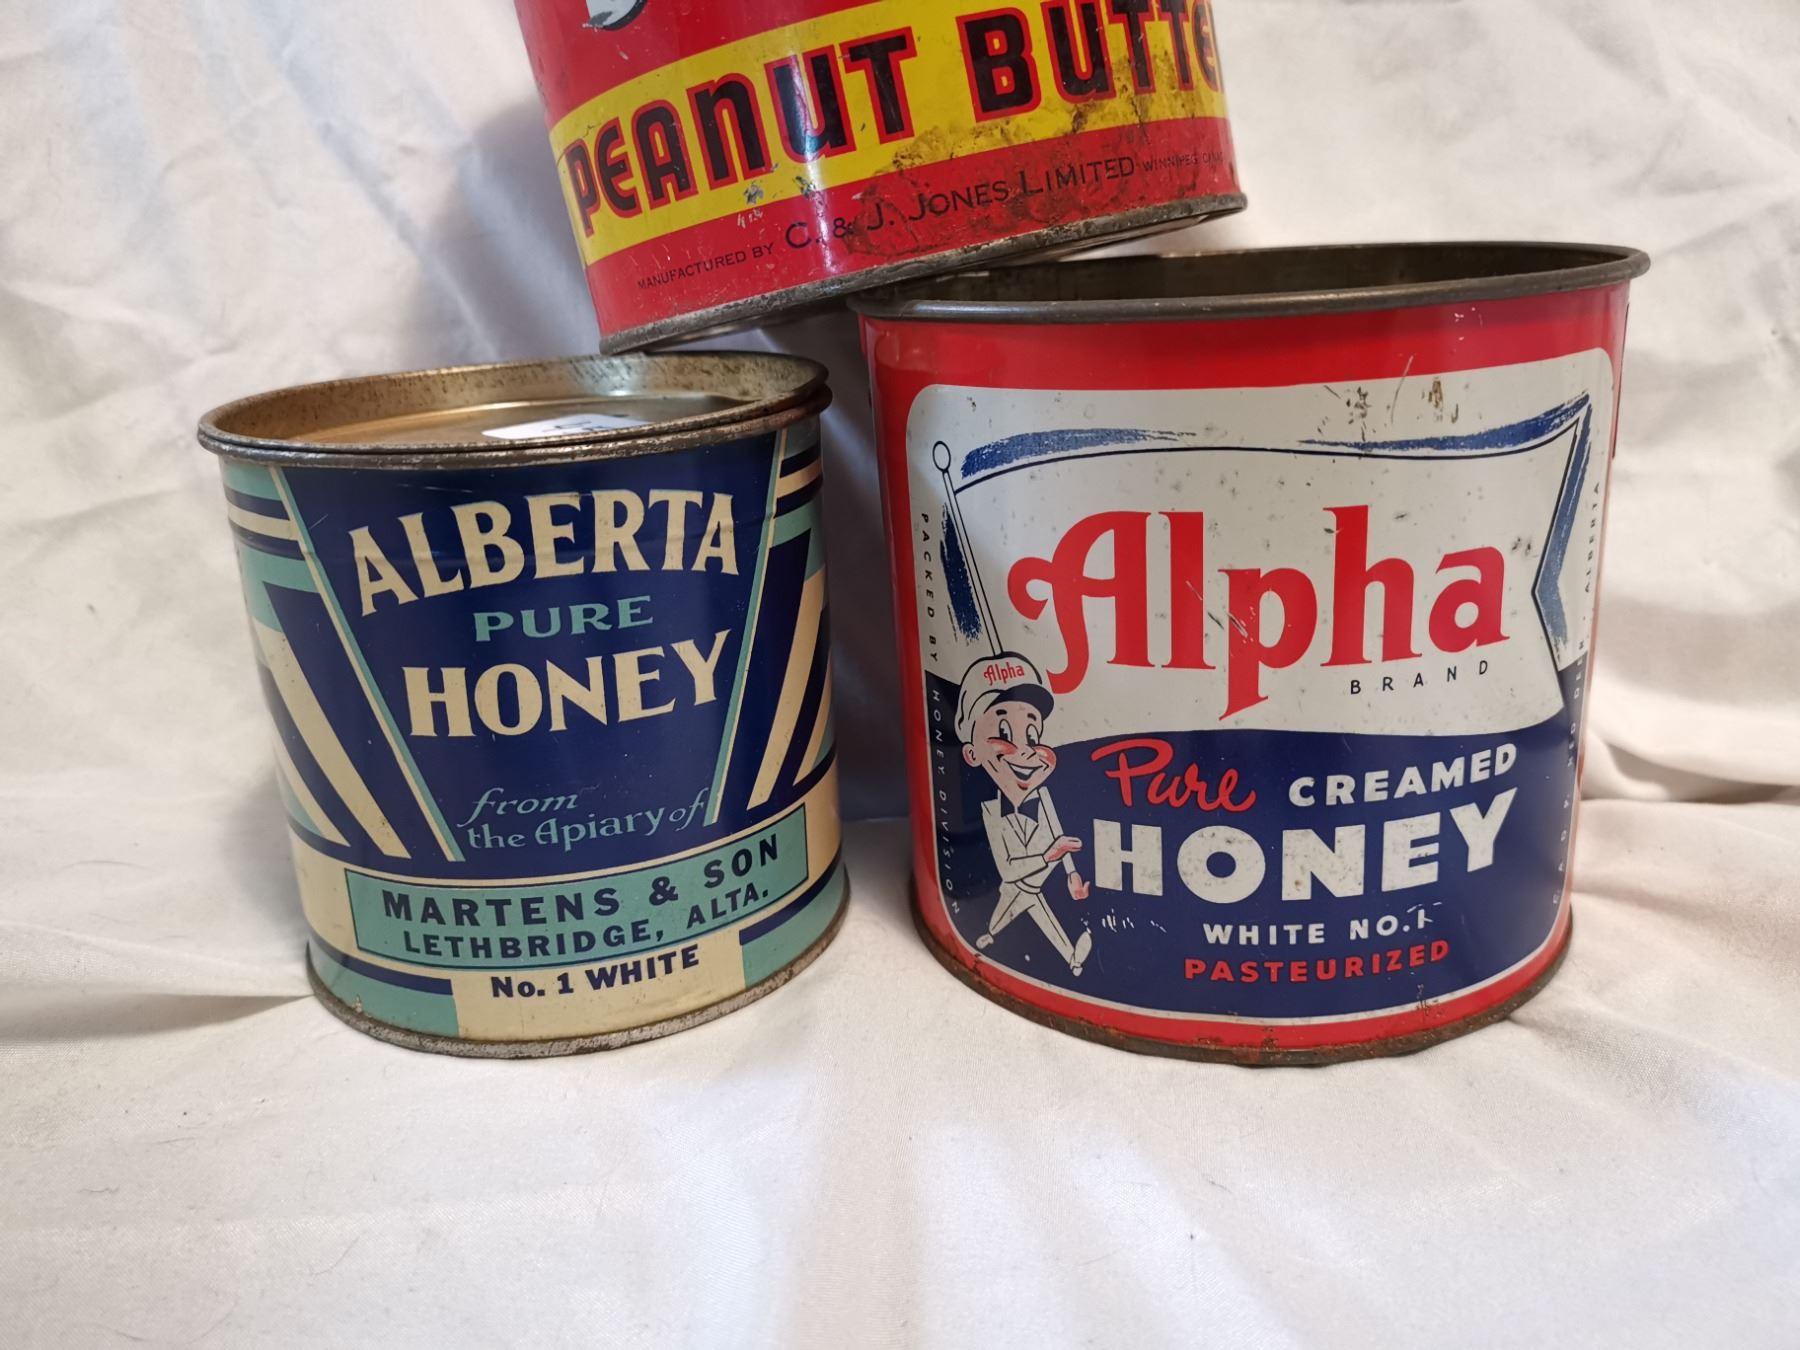 PEANUT BUTTE
MANUFACTURED BY C. & J. JONES LIMITED WINNIPEG
ALBERTA
PURE
HONEY
from
the Apiary of
MARTENS & SON
LETHBRIDGE, ALTA.
No. 1 WHITE
Alpha
BRAND
Alpha
Pure CREAMED
HONEY
WHITE NO. 1
PASTEURIZED
PACKED BY HONEY DIVISION
ALBERTA